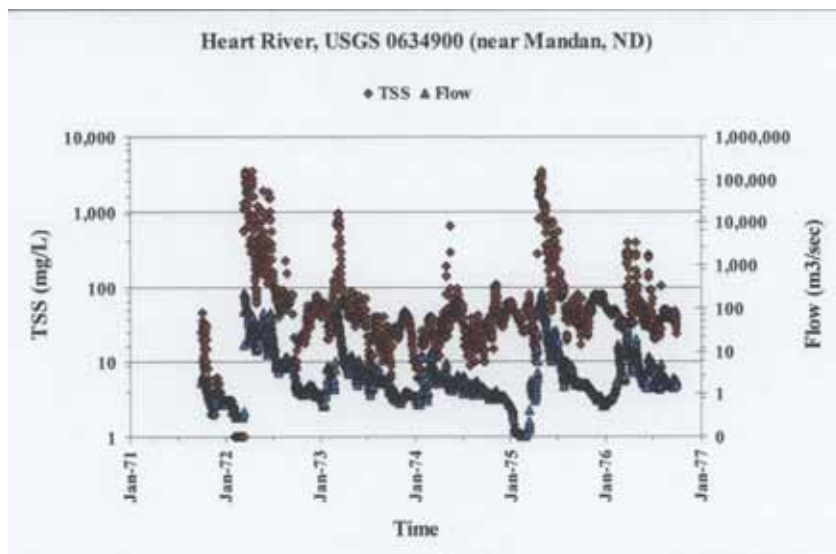 Heart River, USGS 0634900 (near Mandan, ND)
TSS Flow
10,000
1,000
100
10
1
TSS (mg/L)
1,000,000
100,000
10,000
1,000
100
10
1
0
Flow (m3/sec)
Jan-71
Jan-72
Jan-73
Jan-74
Jan-75
Jan-76
Jan-77
Time